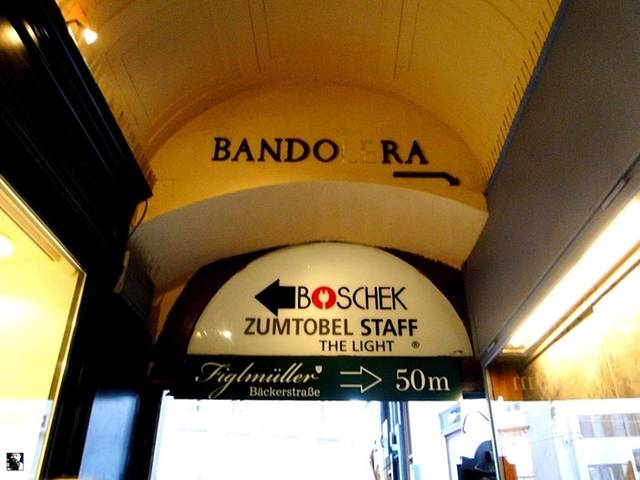 BANDOLERA
BOSCHEK
ZUMTOBEL STAFF
THE LIGHT ®
Figlmüller 50m
Bäckerstraße